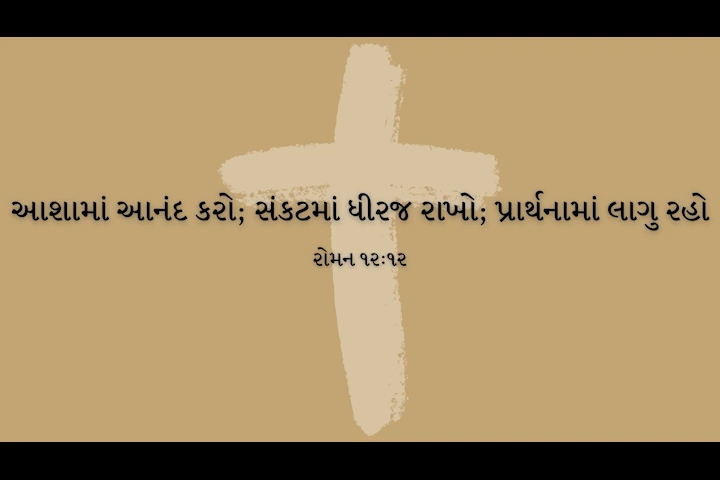 આશામાં આનંદ કરો; સંકટમાં ધીરજ રાખો; પ્રાર્થનામાં લાગુ રહો
રોમન ૧૨:૧૨